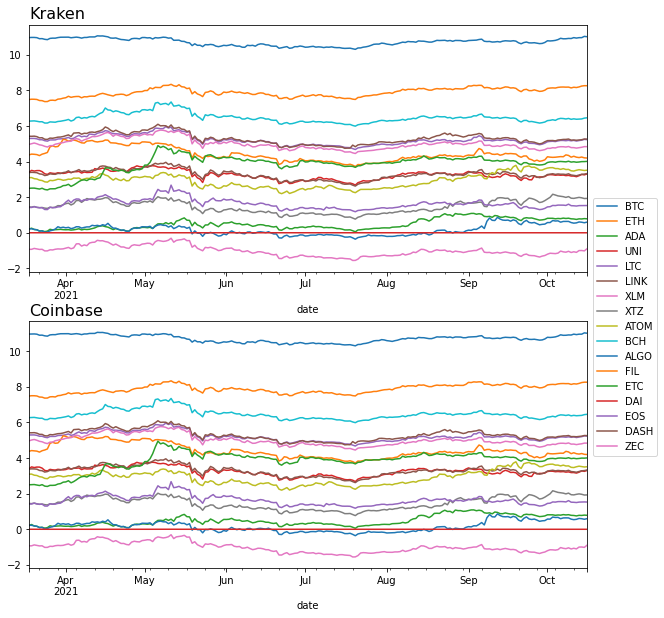 Kraken
10
8
6
4
2
0
−2
Apr
2021
May
Jun
Jul
Aug
Sep
Oct
date
Coinbase
10
8
6
4
2
0
−2
Apr
2021
May
Jun
Jul
Aug
Sep
Oct
date
BTC
ETH
ADA
UNI
LTC
LINK
XLM
XTZ
ATOM
BCH
ALGO
FIL
ETC
DAI
EOS
DASH
ZEC